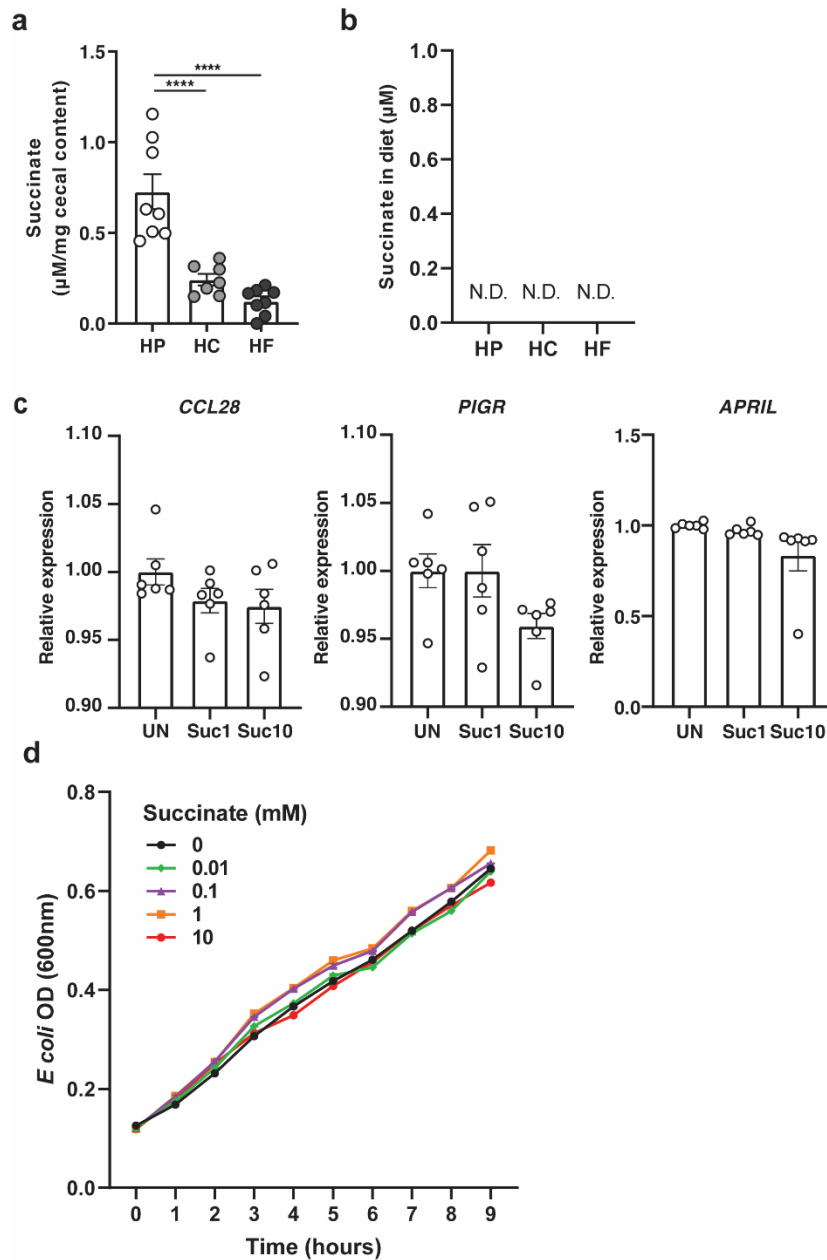 a
Succinate
(µM/mg cecal content)
1.5
1.0
0.5
0.0
****
****
HP HC HF
b
Succinate in diet (µM)
1.0
0.8
0.6
0.4
0.2
0.0
N.D. N.D. N.D.
HP HC HF
c
CCL28
Relative expression
1.10
1.05
1.00
0.95
0.90
UN Suc1 Suc10
PIGR
Relative expression
1.10
1.05
1.00
0.95
0.90
UN Suc1 Suc10
APRIL
Relative expression
1.5
1.0
0.5
0.0
UN Suc1 Suc10
d
E coli OD (600nm)
0.8
0.6
0.4
0.2
0.0
Succinate (mM)
0
0.01
0.1
1
10
0 1 2 3 4 5 6 7 8 9
Time (hours)